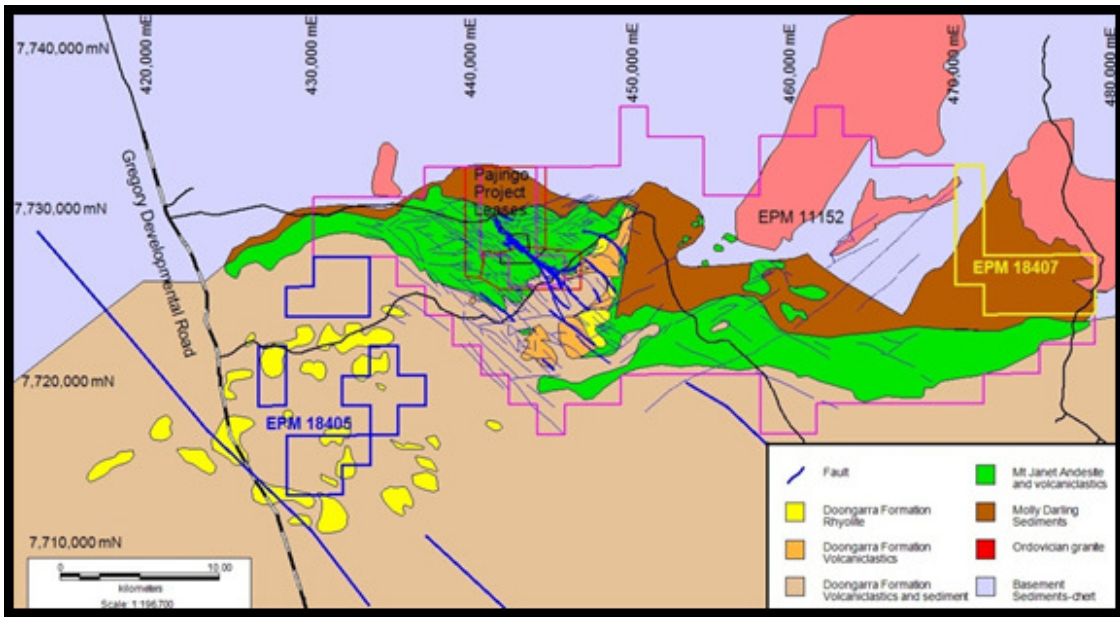 7,740,000 mN
420,000 mE
430,000 mE
440,000 mE
450,000 mE
460,000 mE
470,000 mE
480,000 mE
Gregory Developmental Road
Pajingo
Project
Leases
7,730,000 mN
EPM 11152
EPM 18407
7,720,000 mN
EPM 18405
7,710,000 mN
0
10.00
kilometers
Scale: 1:196,700
Fault
Doongarra Formation
Rhyolite
Doongarra Formation
Volcaniclastics
Doongarra Formation
Volcaniclastics and sediment
Mt Janet Andesite
and volcaniclastics
Molly Darling
Sediments
Ordovician granite
Basement
Sediments-chert